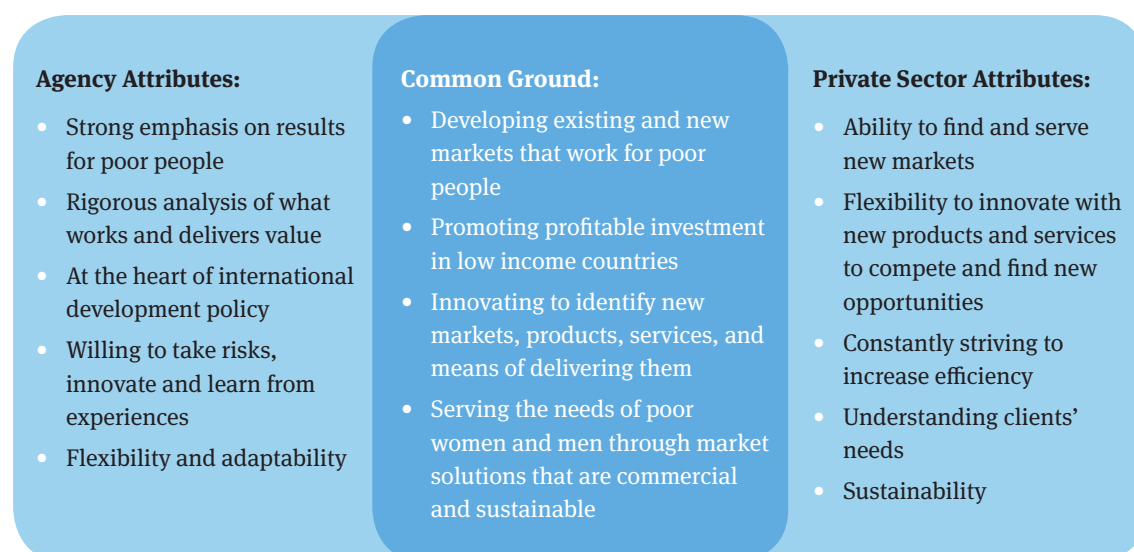 Agency Attributes:
• Strong emphasis on results
for poor people
• Rigorous analysis of what
works and delivers value
• At the heart of international
development policy
• Willing to take risks,
innovate and learn from
experiences
• Flexibility and adaptability
Common Ground:
• Developing existing and new
markets that work for poor
people
• Promoting profitable investment
in low income countries
• Innovating to identify new
markets, products, services, and
means of delivering them
• Serving the needs of poor
women and men through market
solutions that are commercial
and sustainable
Private Sector Attributes:
• Ability to find and serve
new markets
• Flexibility to innovate with
new products and services
to compete and find new
opportunities
• Constantly striving to
increase efficiency
• Understanding clients’
needs
• Sustainability